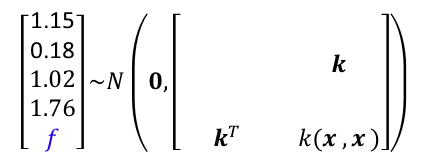 1.15
0.18
1.02
1.76
f
~N ( 0, [ k
k^T k(x , x ) ] )